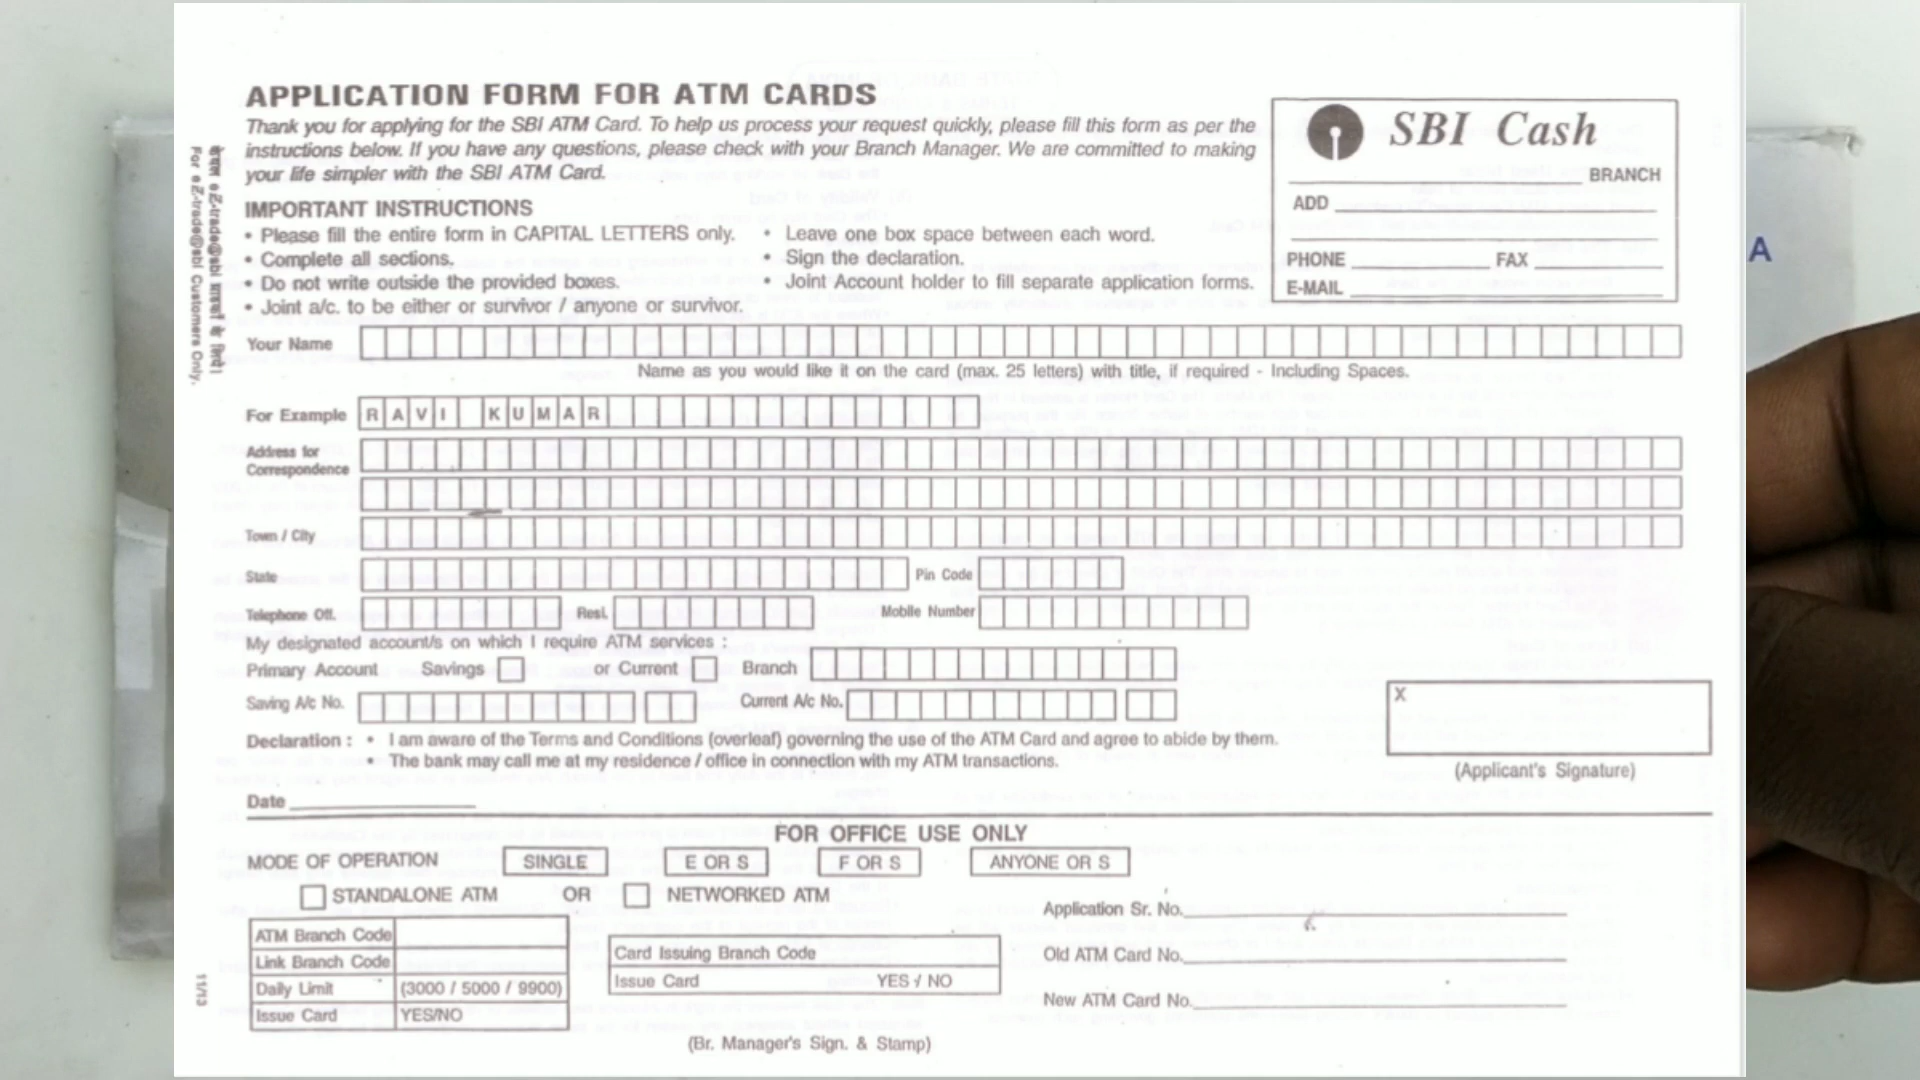 APPLICATION FORM FOR ATM CARDS
Thank you for applying for the SBI ATM Card. To help us process your request quickly, please fill this form as per the
instructions below. If you have any questions, please check with your Branch Manager. We are committed to making
your life simpler with the SBI ATM Card.
SBI Cash
BRANCH
ADD
PHONE FAX
E-MAIL
IMPORTANT INSTRUCTIONS
• Please fill the entire form in CAPITAL LETTERS only.
• Complete all sections.
• Do not write outside the provided boxes.
• Joint a/c. to be either or survivor / anyone or survivor.
• Leave one box space between each word.
• Sign the declaration.
• Joint Account holder to fill separate application forms.
For eZ-trade@sbi Customers Only.
A
Your Name
Name as you would like it on the card (max. 25 letters) with title, if required - Including Spaces.
For Example RAVI KUMAR
Address for
Correspondence
Town / City
State Pin Code
Telephone Off. Resi. Mobile Number
My designated account/s on which I require ATM services :
Primary Account Savings or Current Branch
Saving A/c No. Current A/c No.
X
(Applicant's Signature)
Declaration : • I am aware of the Terms and Conditions (overleaf) governing the use of the ATM Card and agree to abide by them.
• The bank may call me at my residence / office in connection with my ATM transactions.
Date
FOR OFFICE USE ONLY
MODE OF OPERATION SINGLE E OR S F OR S ANYONE OR S
STANDALONE ATM OR NETWORKED ATM
ATM Branch Code
Link Branch Code
Daily Limit (3000 / 5000 / 9900)
Issue Card YES/NO
Card Issuing Branch Code
Issue Card YES / NO
Application Sr. No.
Old ATM Card No.
New ATM Card No.
(Br. Manager's Sign. & Stamp)
11/13